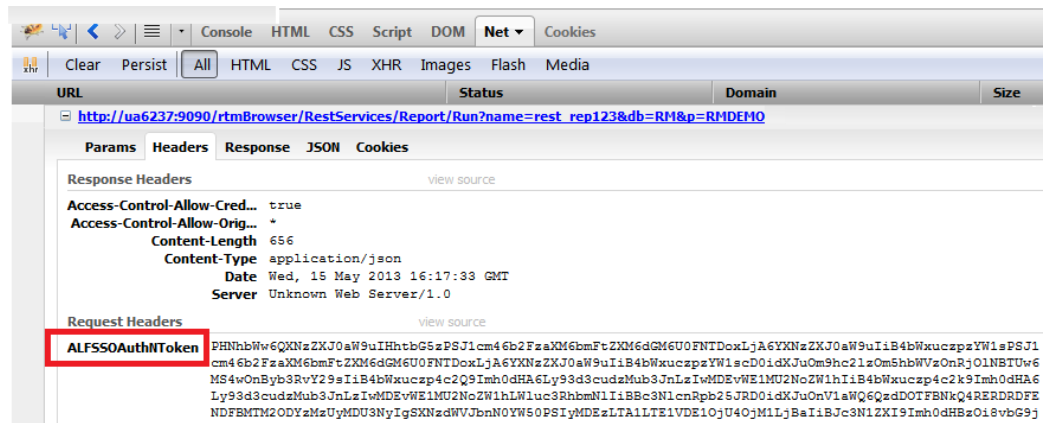 Console HTML CSS Script DOM Net Cookies
xhr Clear Persist All HTML CSS JS XHR Images Flash Media
URL Status Domain Size
http://ua6237:9090/rtmBrowser/RestServices/Report/Run?name=rest_rep123&db=RM&p=RMDEMO
Params Headers Response JSON Cookies
Response Headers view source
Access-Control-Allow-Cred... true
Access-Control-Allow-Orig... *
Content-Length 656
Content-Type application/json
Date Wed, 15 May 2013 16:17:33 GMT
Server Unknown Web Server/1.0
Request Headers view source
ALFSSOAuthNToken PHNhbWw6QXNzZXJ0aW9uIHhtbG5zPSJ1cm46b2FzaXM6bmFtZXM6dGM6U0FNTDoxLjA6YXNzZXJ0aW9uIiB4bWxuczpzYW1sPSJ1
cm46b2FzaXM6bmFtZXM6dGM6U0FNTDoxLjA6YXNzZXJ0aW9uIiB4bWxuczpzYW1scD0idXJuOm9hc2lzOm5hbWVzOnRjOlNBTUw6
MS4wOnByb3RvY29sIiB4bWxuczp4c2Q9Imh0dHA6Ly93d3cudzMub3JnLzIwMDEvWE1MU2NoZW1hIiB4bWxuczp4c2k9Imh0dHA6
Ly93d3cudzMub3JnLzIwMDEvWE1MU2NoZW1hLWluc3RhbmNlIiBBc3NlcnRpb25JRD0idXJuOnV1aWQ6QzdDOTFBNkQ4RERDRDFE
NDFBMTM2ODYzMzUyMDU3NyIgSXNzdWVJbnN0YW50PSIyMDEzLTA1LTE1VDE1OjU4OjM1LjBaIiBJc3N1ZXI9Imh0dHBzOi8vbG9j